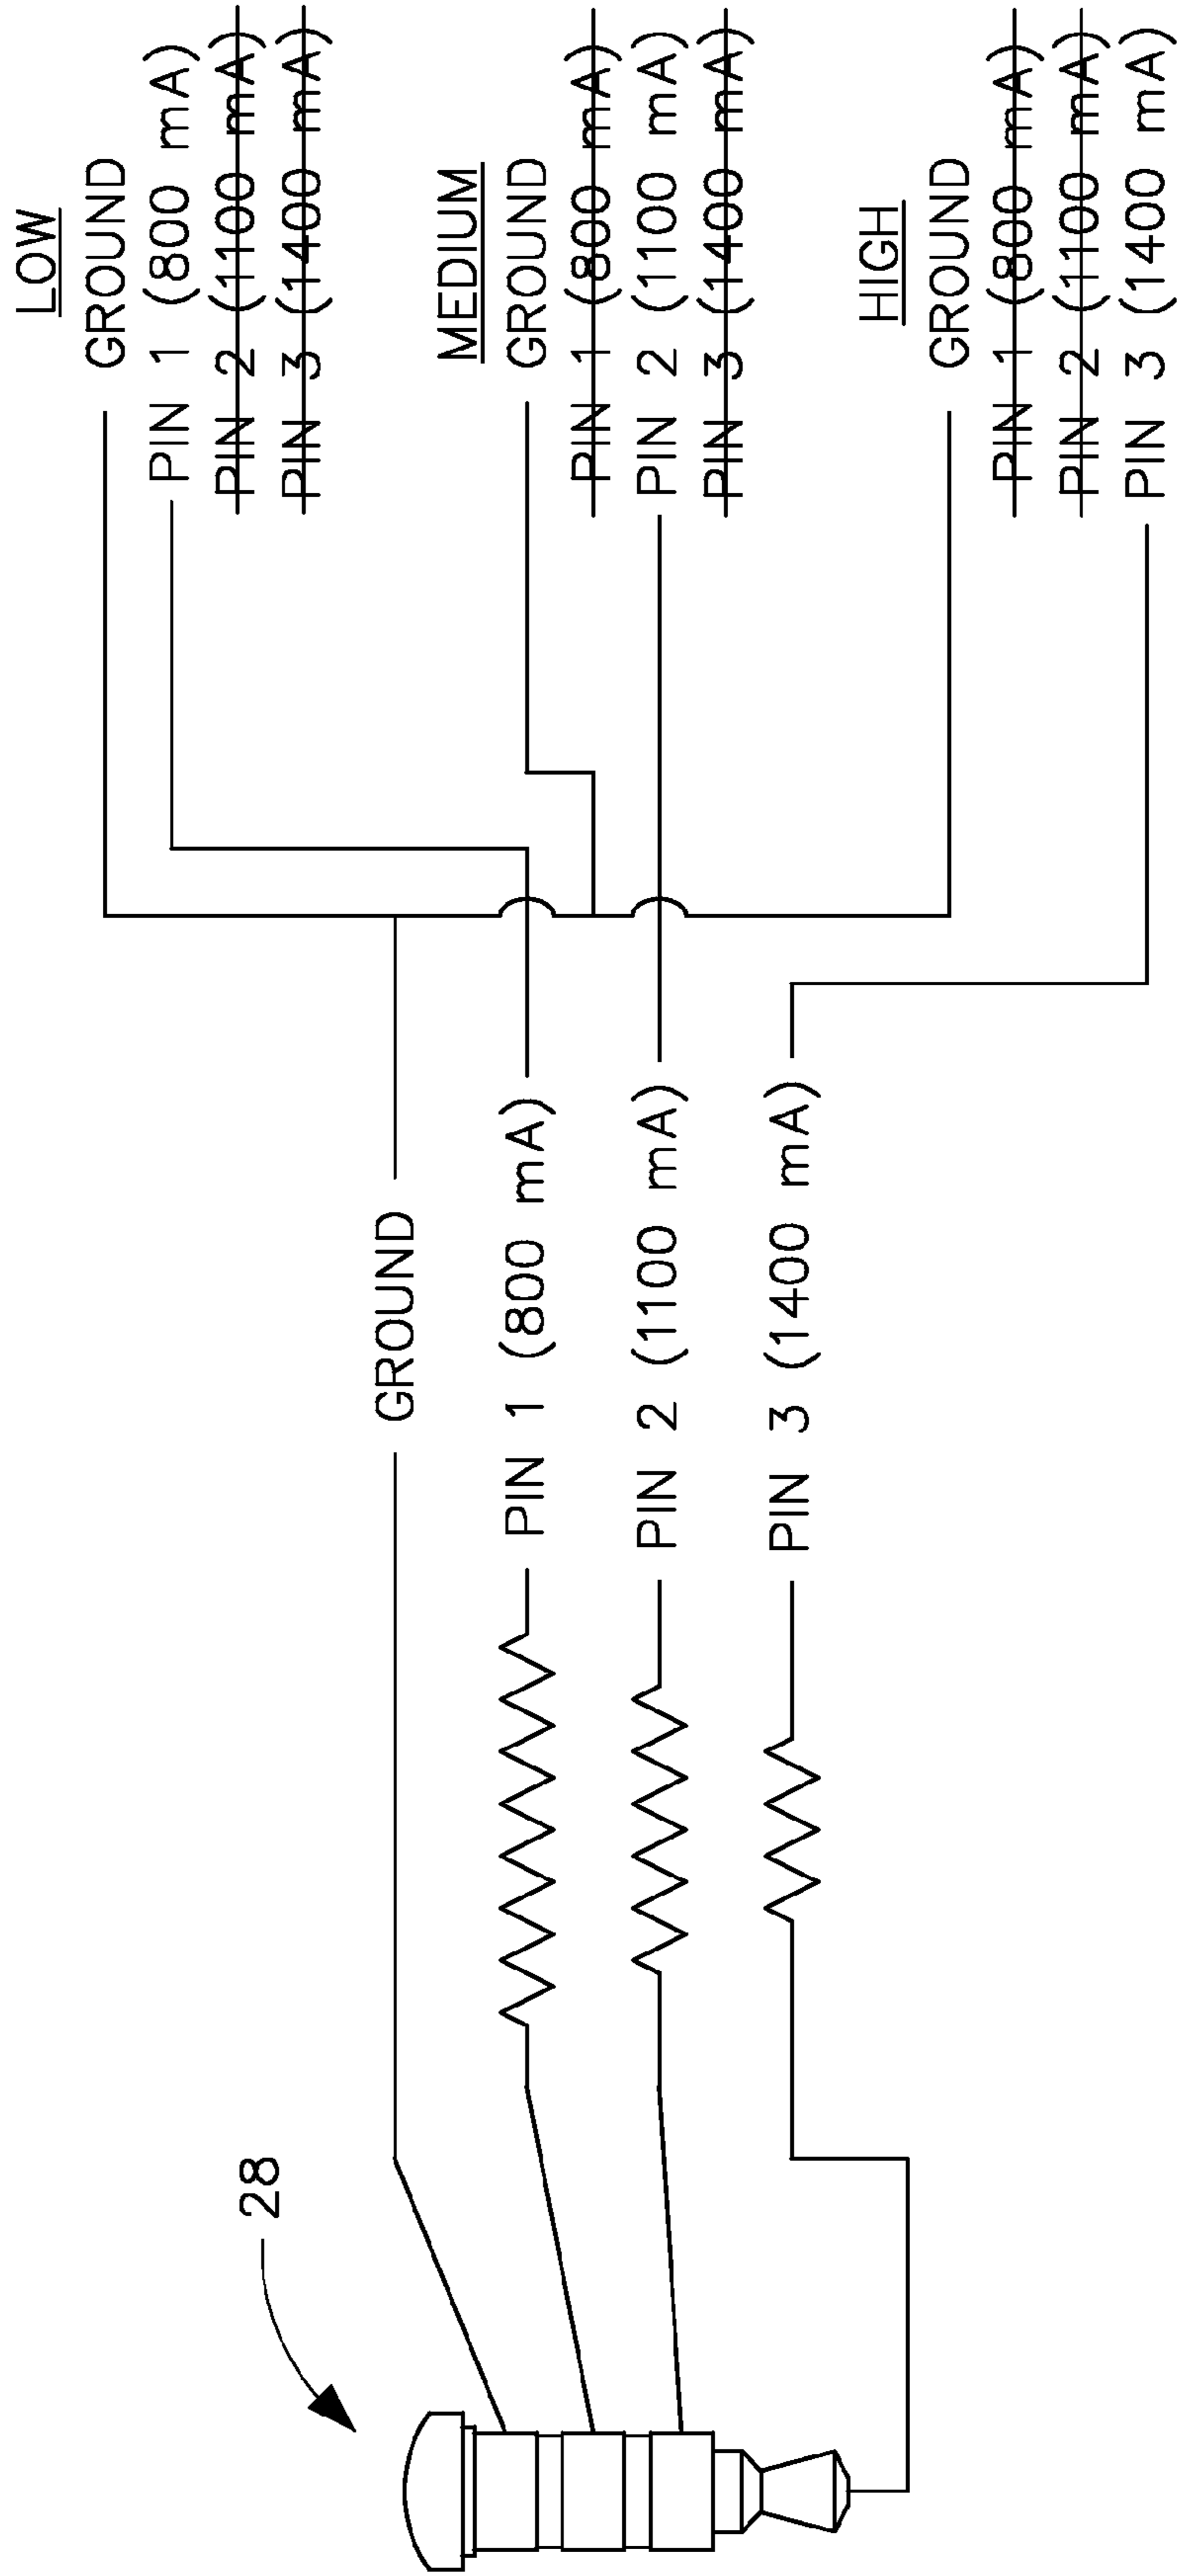 28
GROUND
PIN 1 (800 mA)
PIN 2 (1100 mA)
PIN 3 (1400 mA)
LOW
GROUND
PIN 1 (800 mA)
PIN 2 (1100 mA)
PIN 3 (1400 mA)
MEDIUM
GROUND
PIN 1 (800 mA)
PIN 2 (1100 mA)
PIN 3 (1400 mA)
HIGH
GROUND
PIN 1 (800 mA)
PIN 2 (1100 mA)
PIN 3 (1400 mA)